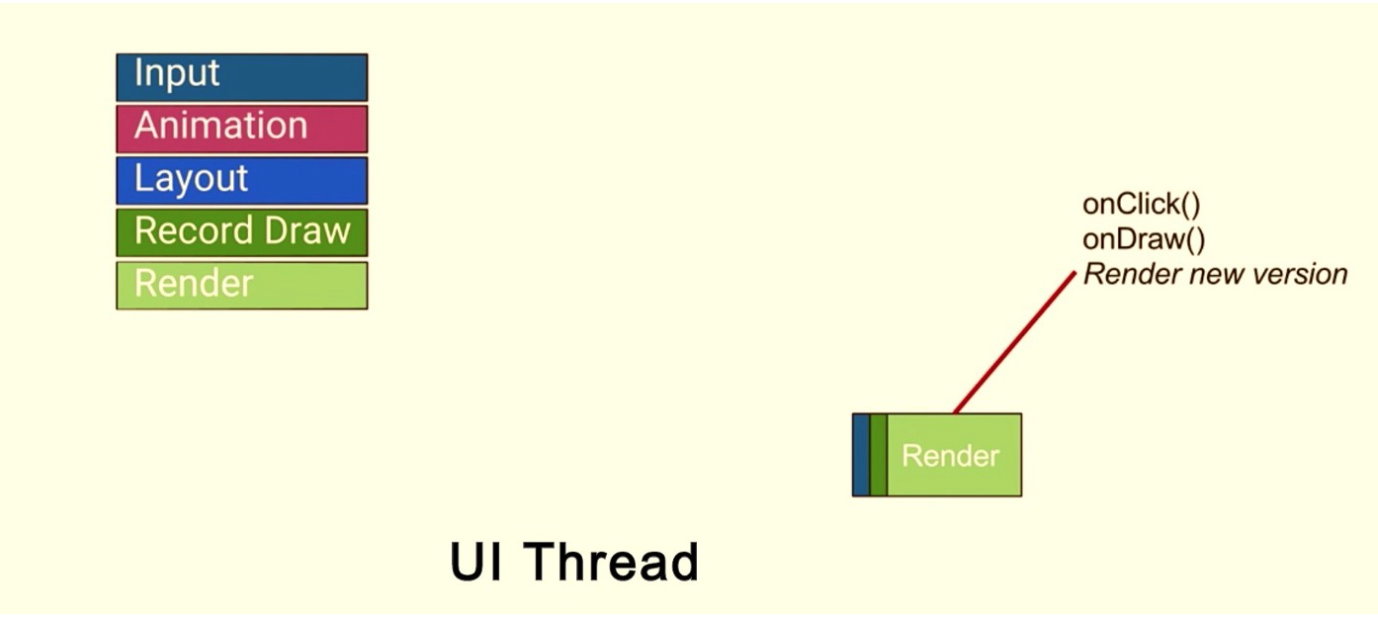 Input
Animation
Layout
Record Draw
Render
onClick()
onDraw()
Render new version
Render
UI Thread